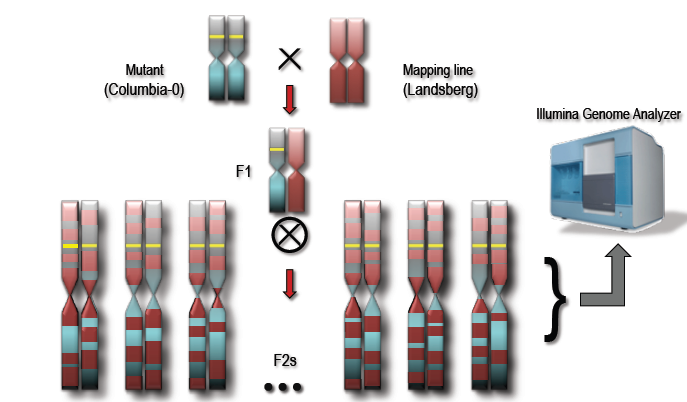 Mutant
(Columbia-0)
Mapping line
(Landsberg)
Illumina Genome Analyzer
F1
F2s